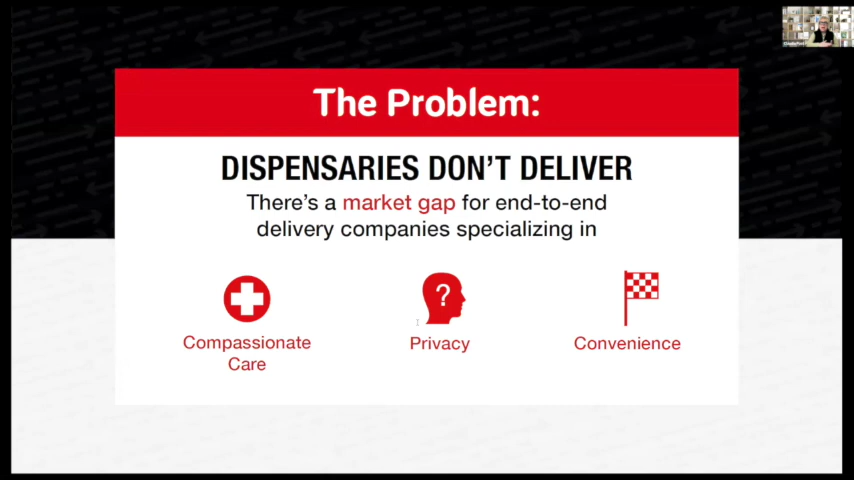 The Problem:
DISPENSARIES DON'T DELIVER
There's a market gap for end-to-end
delivery companies specializing in
?
Compassionate
Care
Privacy
Convenience